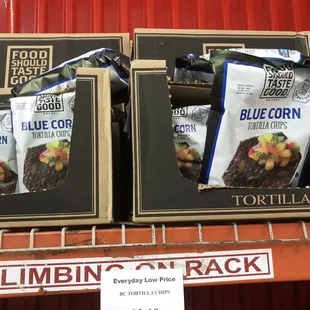 FOOD
SHOULD
TASTE
GOOD
FOOD
SHOULD
TASTE
GOOD
BLUE CORN
TORTILLA CHIPS
FOOD
SHOULD
TASTE
GOOD
BLUE CORN
TORTILLA CHIPS
TORTILLA
LIMBING ON RACK
Everyday Low Price
BC TORTILLA CHIPS